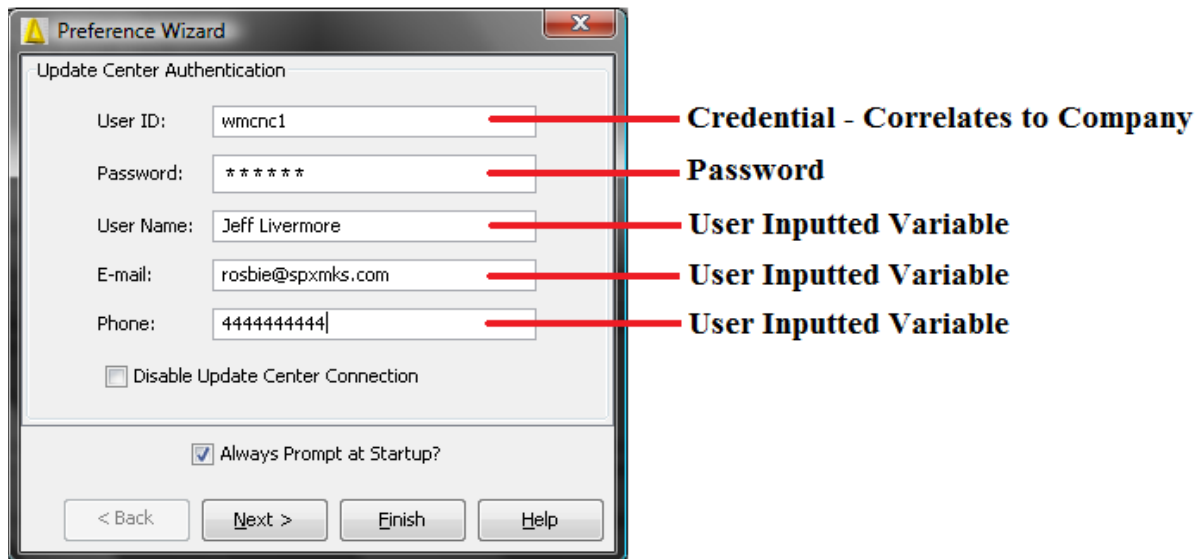 Preference Wizard
Update Center Authentication
User ID: wmcnc1 Credential - Correlates to Company
Password: ****** Password
User Name: Jeff Livermore User Inputted Variable
E-mail: rosbie@spxmks.com User Inputted Variable
Phone: 4444444444 User Inputted Variable
Disable Update Center Connection
Always Prompt at Startup?
< Back Next > Finish Help